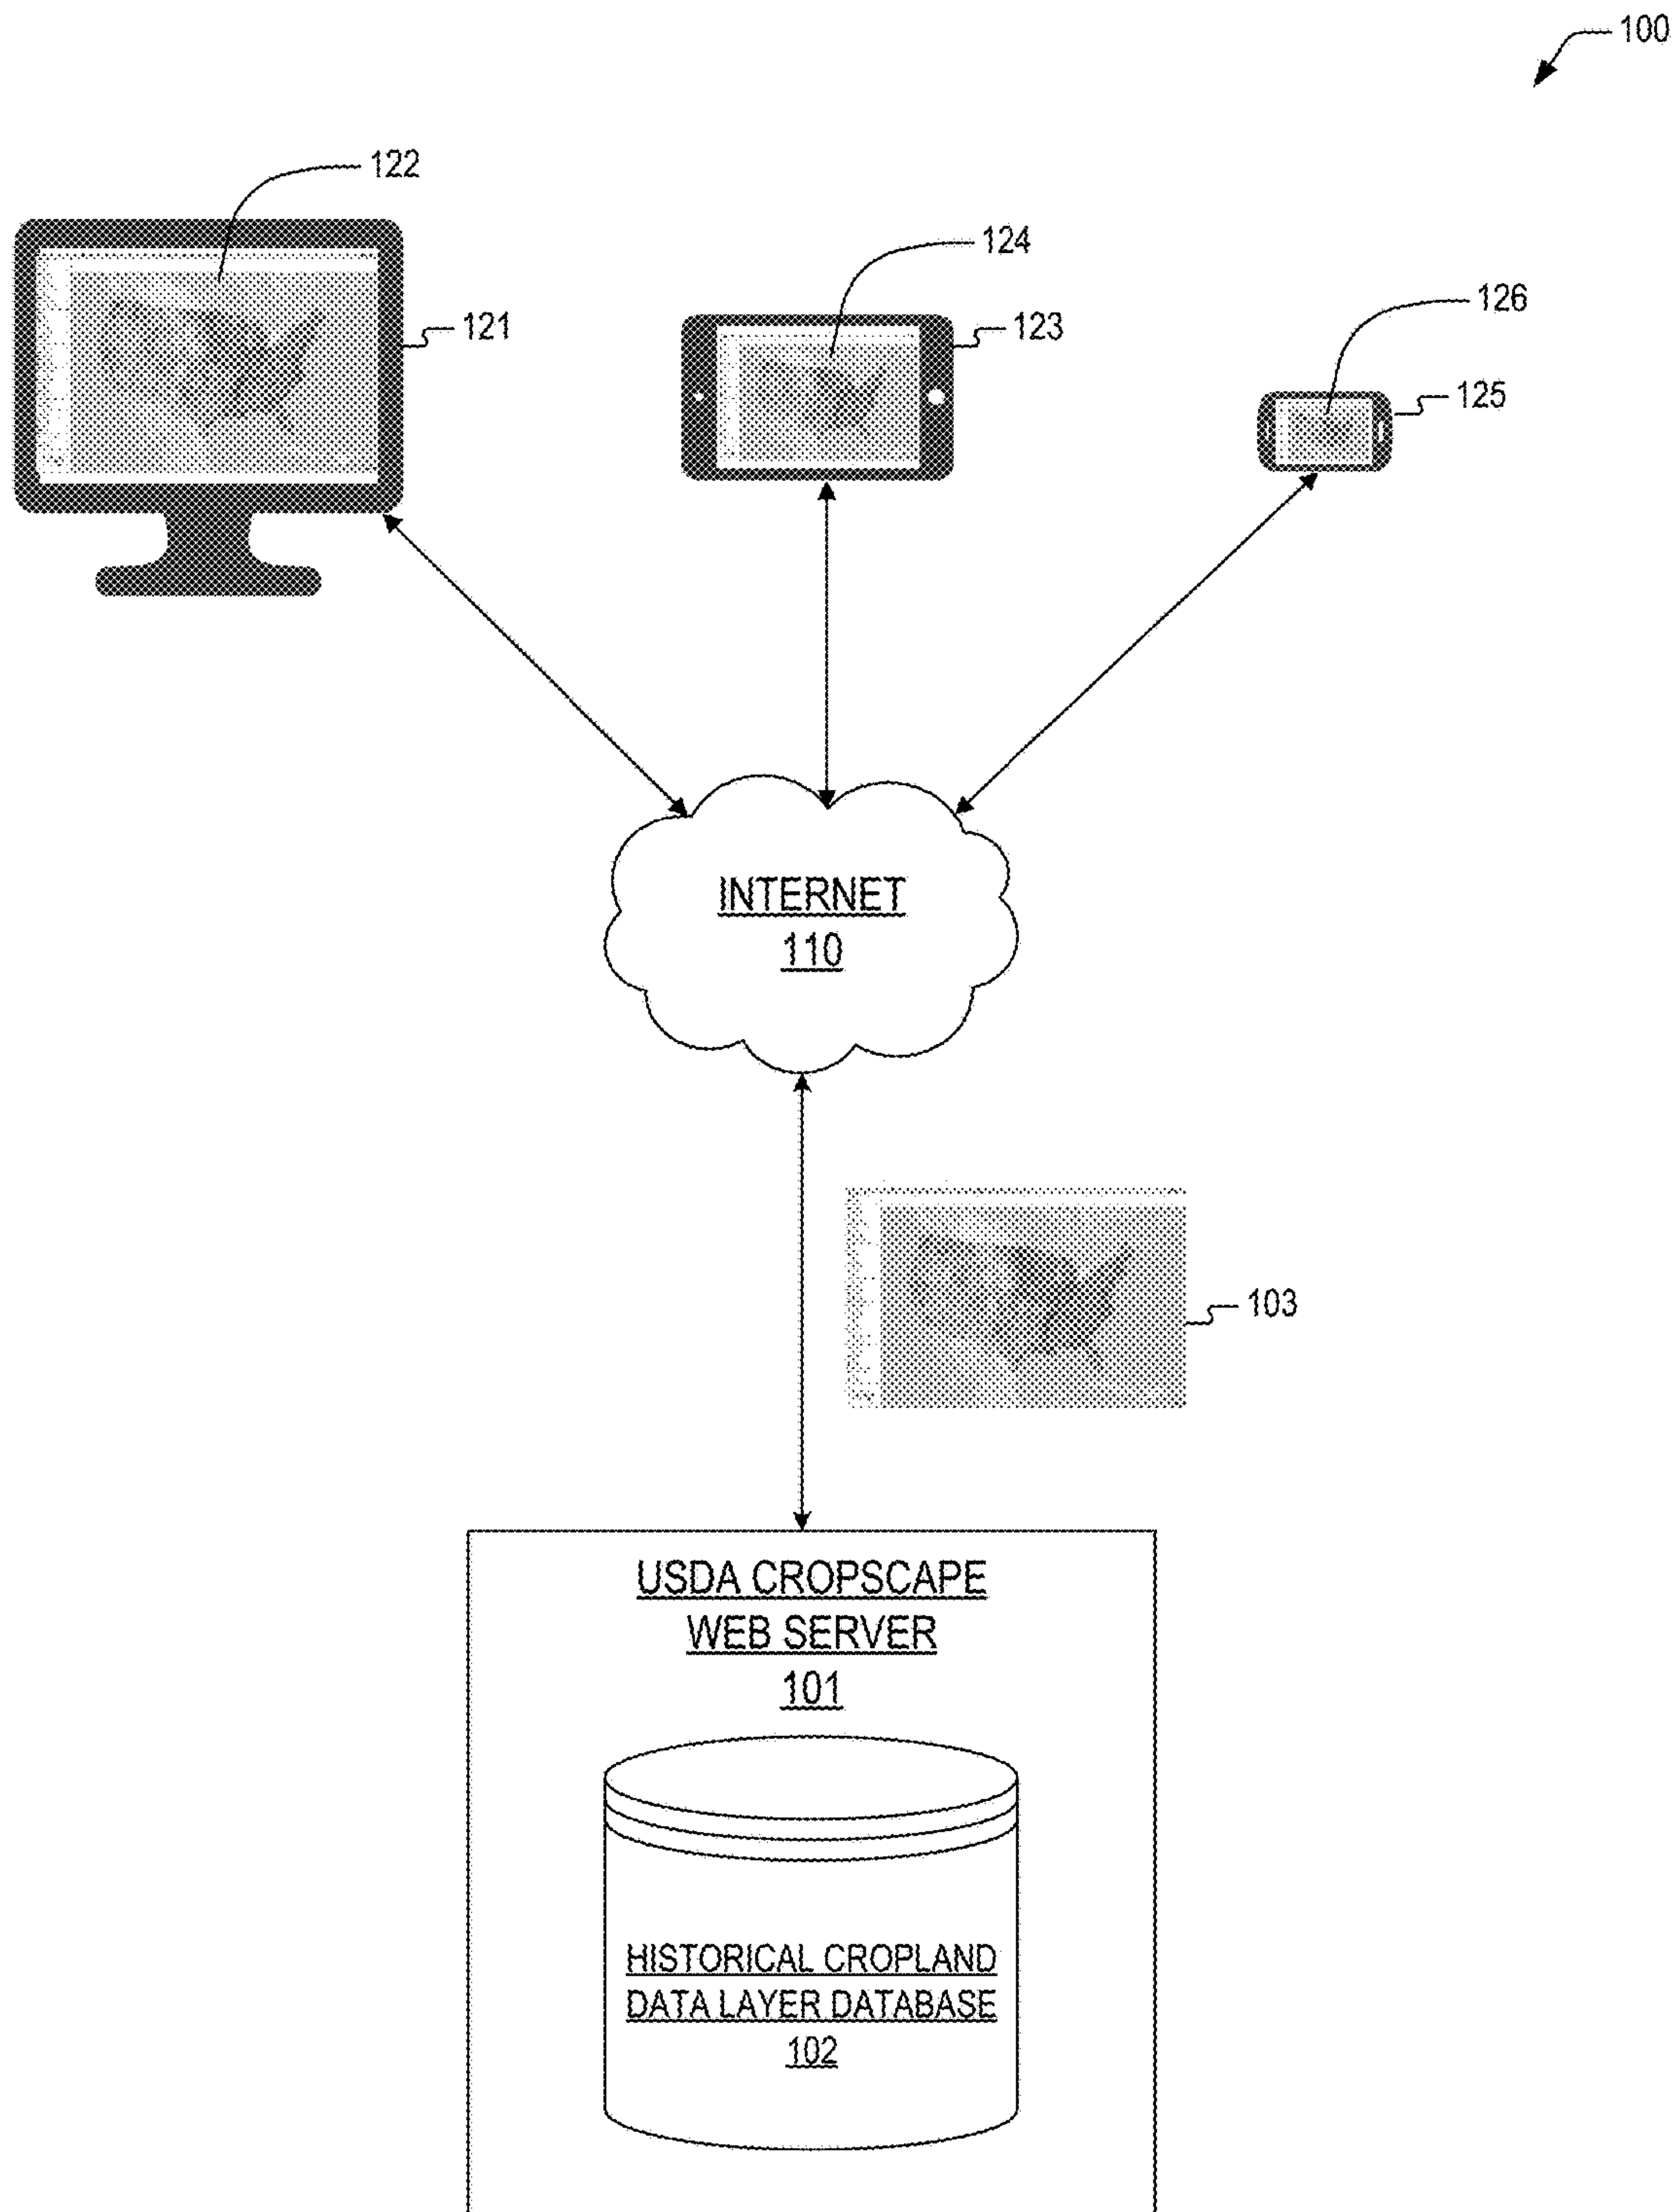 100
122
124
126
121
123
125
INTERNET
110
103
USDA CROPSCAPE
WEB SERVER
101
HISTORICAL CROPLAND
DATA LAYER DATABASE
102